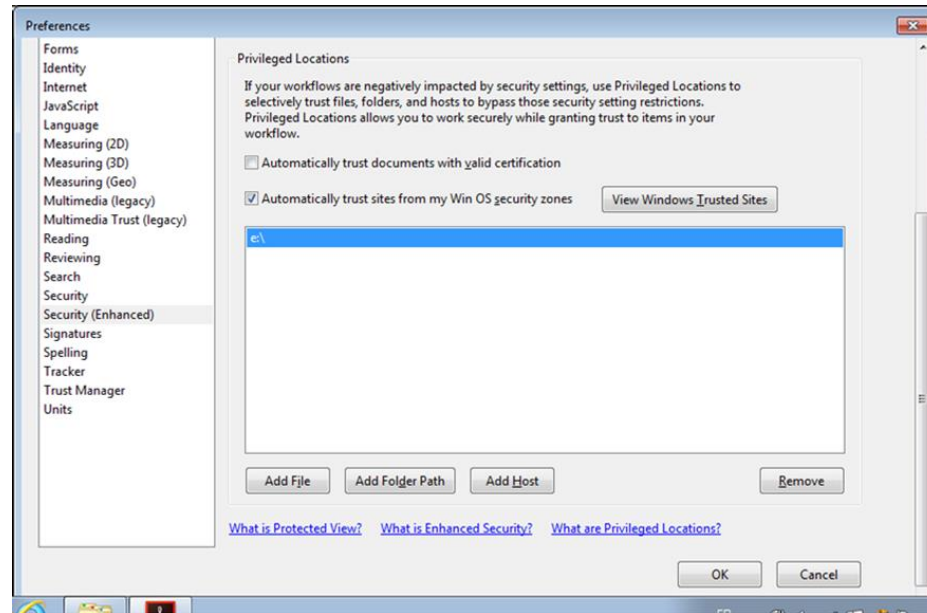 Preferences
Forms
Identity
Internet
JavaScript
Language
Measuring (2D)
Measuring (3D)
Measuring (Geo)
Multimedia (legacy)
Multimedia Trust (legacy)
Reading
Reviewing
Search
Security
Security (Enhanced)
Signatures
Spelling
Tracker
Trust Manager
Units
Privileged Locations
If your workflows are negatively impacted by security settings, use Privileged Locations to
selectively trust files, folders, and hosts to bypass those security setting restrictions.
Privileged Locations allows you to work securely while granting trust to items in your
workflow.
Automatically trust documents with valid certification
Automatically trust sites from my Win OS security zones
View Windows Trusted Sites
e:\
Add File
Add Folder Path
Add Host
Remove
What is Protected View?
What is Enhanced Security?
What are Privileged Locations?
OK
Cancel